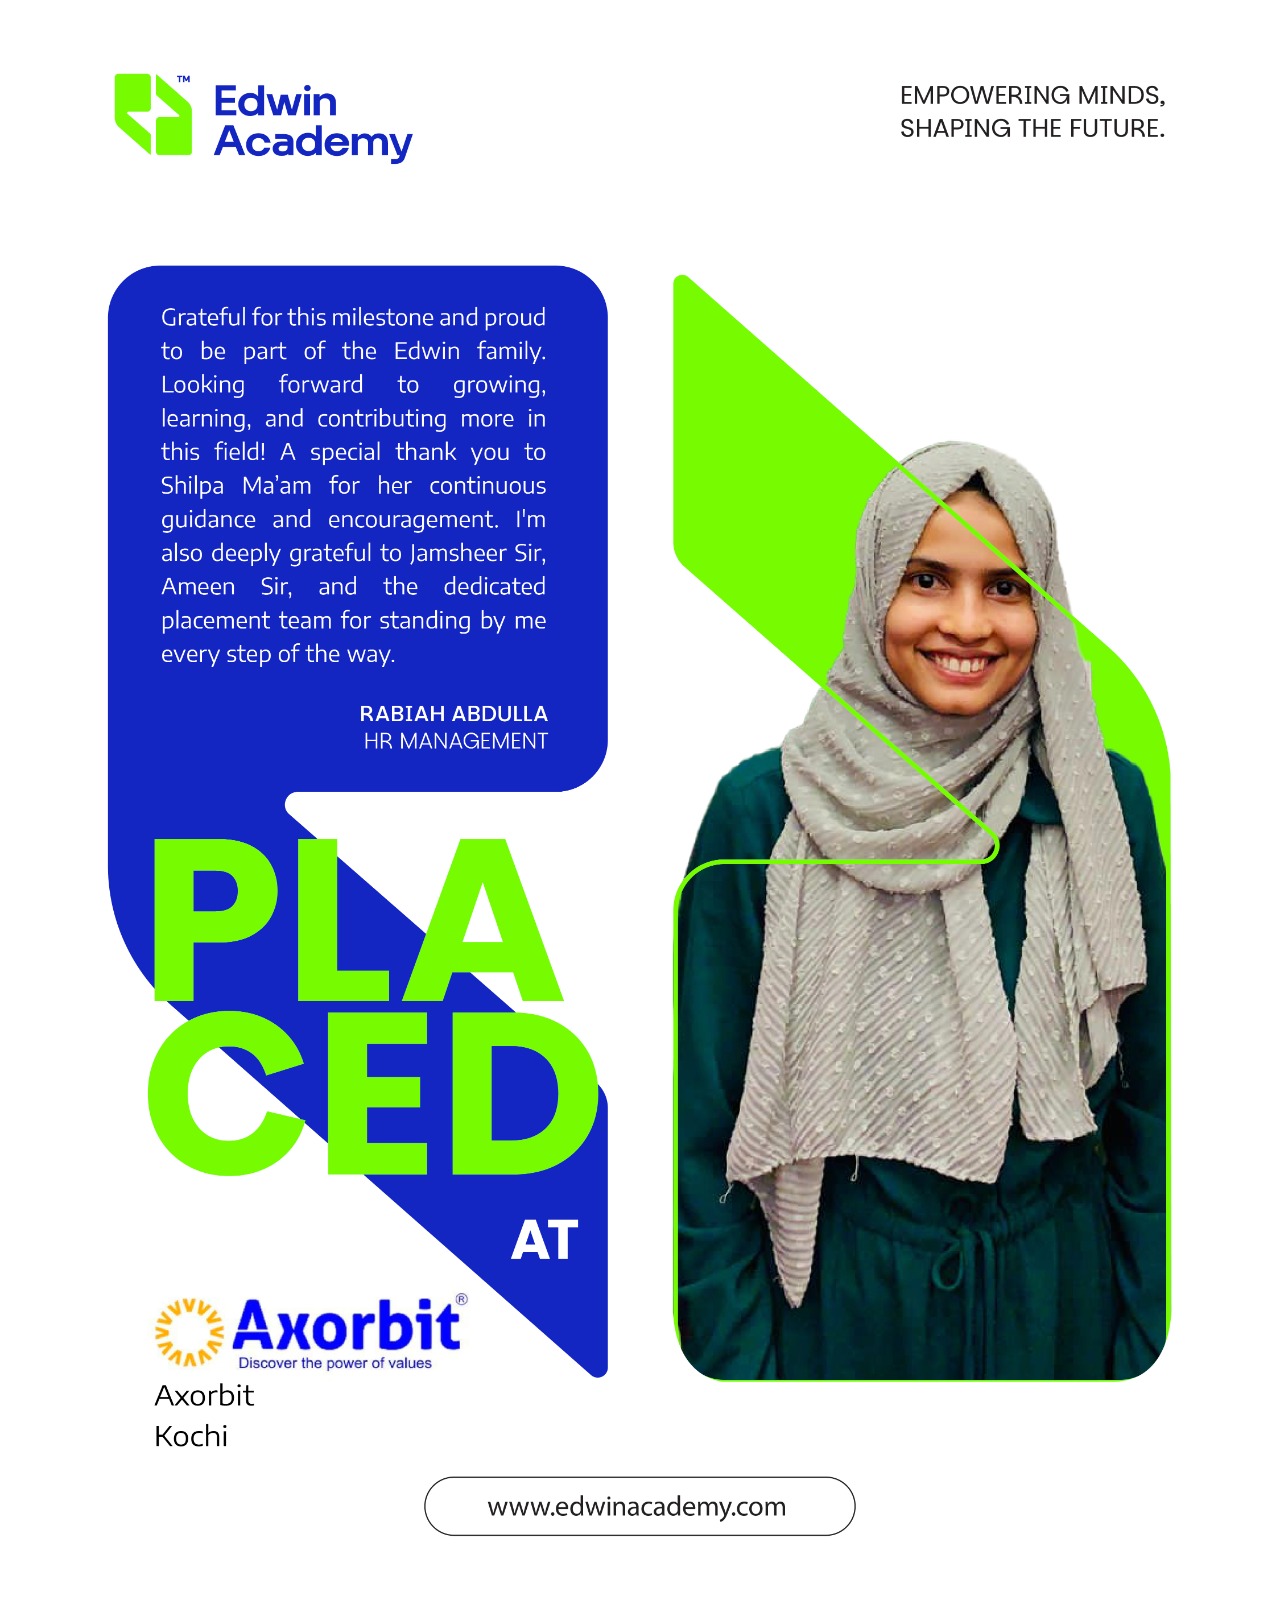 ™
Edwin
Academy
EMPOWERING MINDS,
SHAPING THE FUTURE.
Grateful for this milestone and proud
to be part of the Edwin family.
Looking forward to growing,
learning, and contributing more in
this field! A special thank you to
Shilpa Ma’am for her continuous
guidance and encouragement. I'm
also deeply grateful to Jamsheer Sir,
Ameen Sir, and the dedicated
placement team for standing by me
every step of the way.
RABIAH ABDULLA
HR MANAGEMENT
PLA
CED
AT
Axorbit®
Discover the power of values
Axorbit
Kochi
www.edwinacademy.com